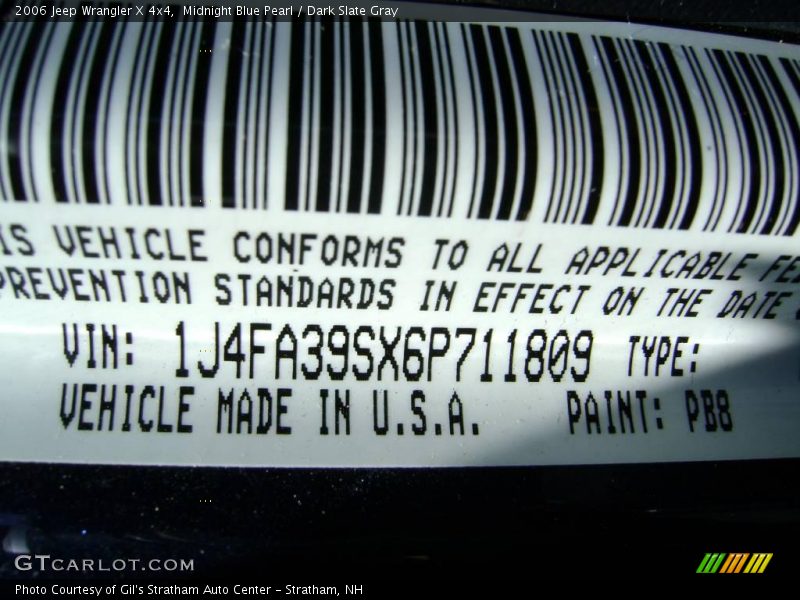 2006 Jeep Wrangler X 4x4, Midnight Blue Pearl / Dark Slate Gray
IS VEHICLE CONFORMS TO ALL APPLICABLE FE
PREVENTION STANDARDS IN EFFECT ON THE DATE
VIN: 1J4FA39SX6P711809 TYPE:
VEHICLE MADE IN U.S.A. PAINT: PB8
GTCARLOT.COM
Photo Courtesy of Gil's Stratham Auto Center - Stratham, NH